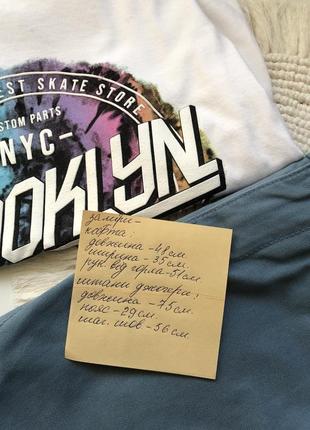 EST SKATE STORE
STOM PARTS
NYC-
OOKLYN
заміри-
кофта:
довжина-48см.
ширина-35см.
рук. від горла-51см.
штани джогери:
довжина -75см.
пояс-29см.
шаг. шов-56см.